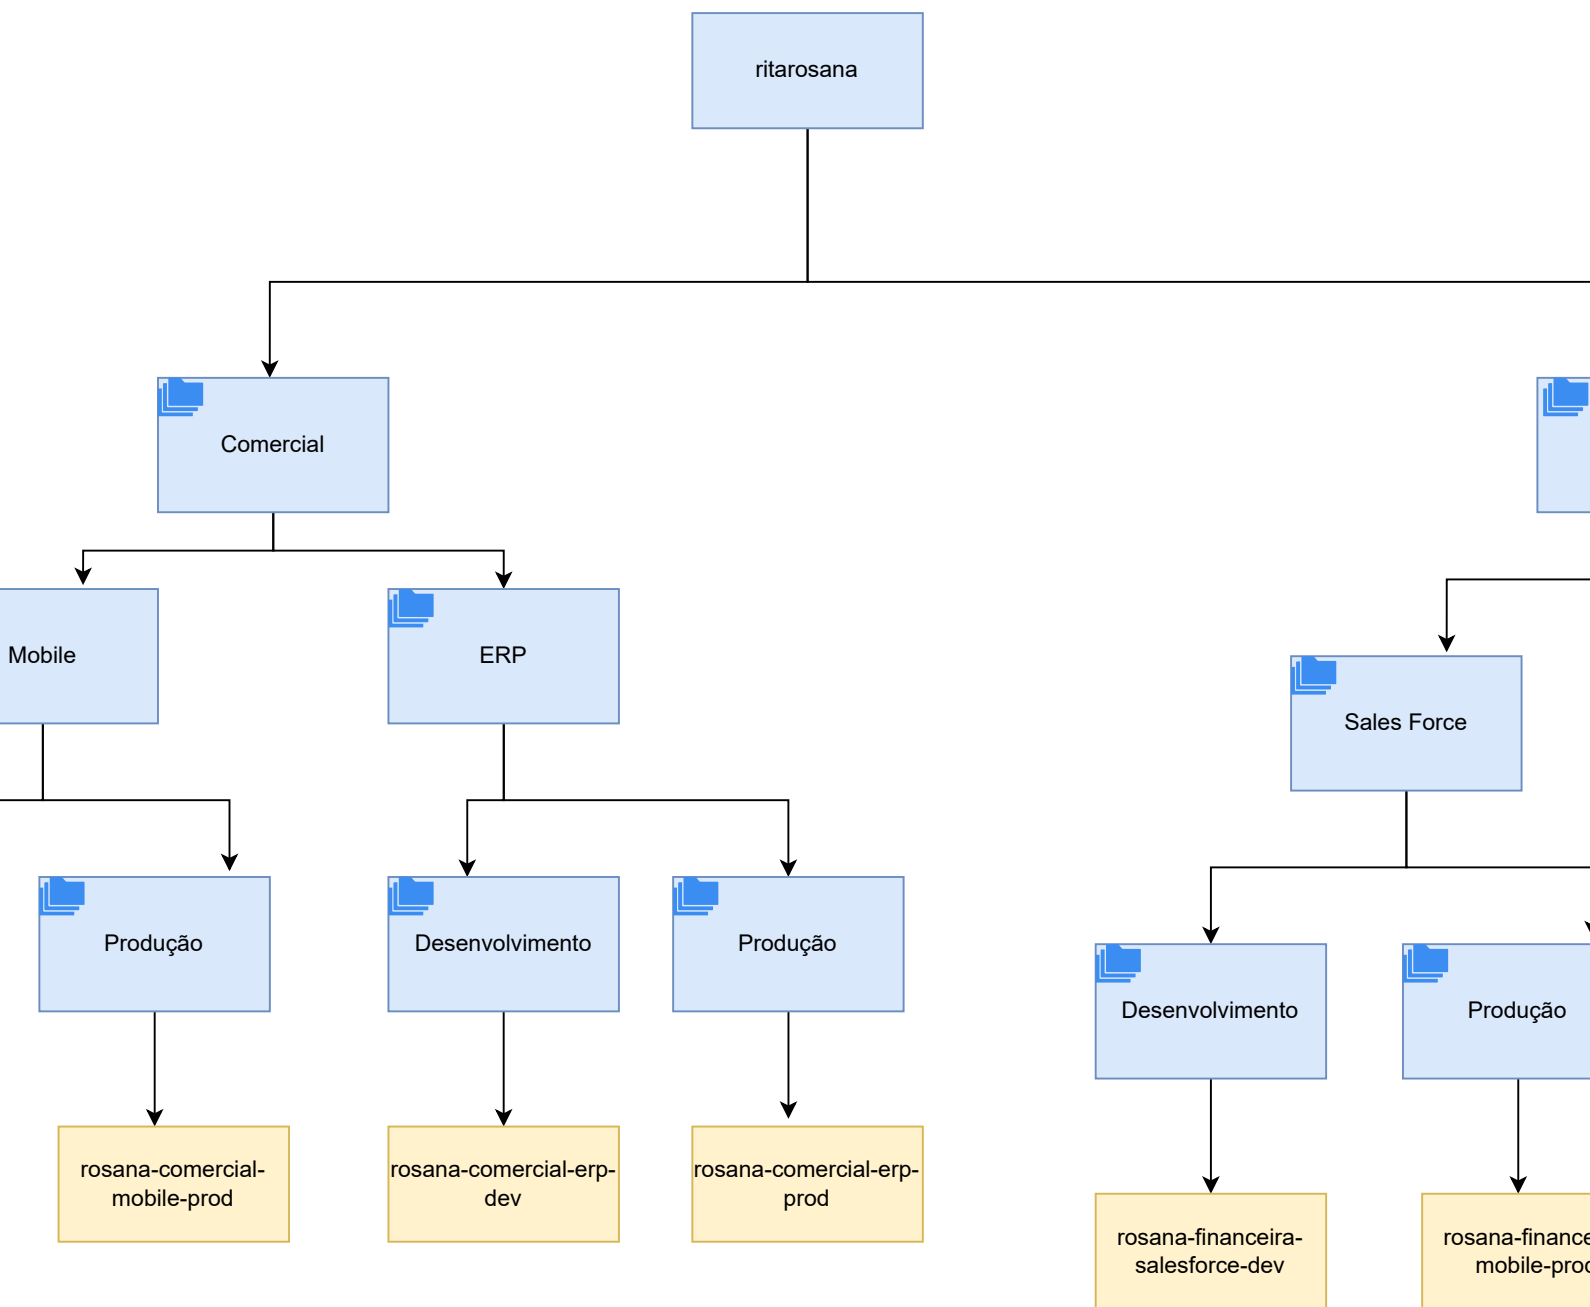 ritarosana
Comercial
Mobile
ERP
Sales Force
Produção
Desenvolvimento
Produção
Desenvolvimento
Produção
rosana-comercial-
mobile-prod
rosana-comercial-erp-
dev
rosana-comercial-erp-
prod
rosana-financeira-
salesforce-dev